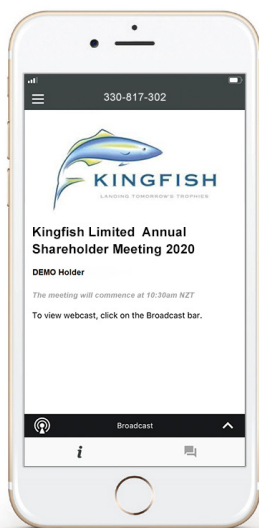 330-817-302
KINGFISH
LANDING TOMORROW'S TROPHIES
Kingfish Limited Annual
Shareholder Meeting 2020
DEMO Holder
The meeting will commence at 10:30am NZT
To view webcast, click on the Broadcast bar.
Broadcast
i